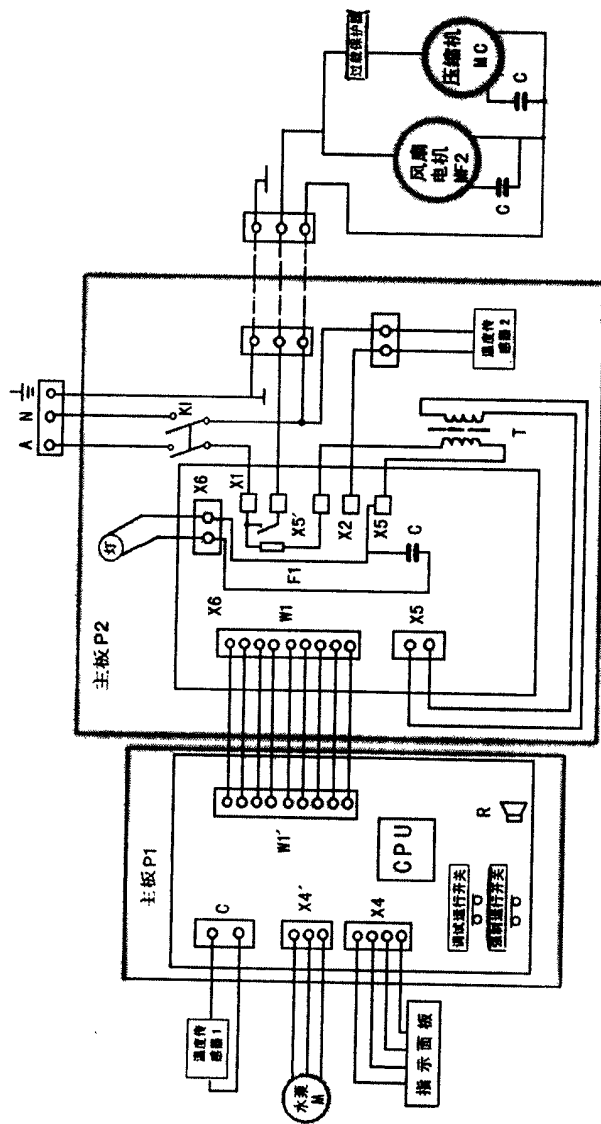 过载保护器
压缩机
MC
C
风扇
电机
MF2
C
A N
K1
温度传
感器2
T
灯
X6
X1
X5′
X2
X5
C
F1
X6
W1
X5
主板P2
主板P1
W1′
CPU
R
C
X4′
X4
调试运行开关
强制运行开关
温度传
感器1
水泵
M
指示面板